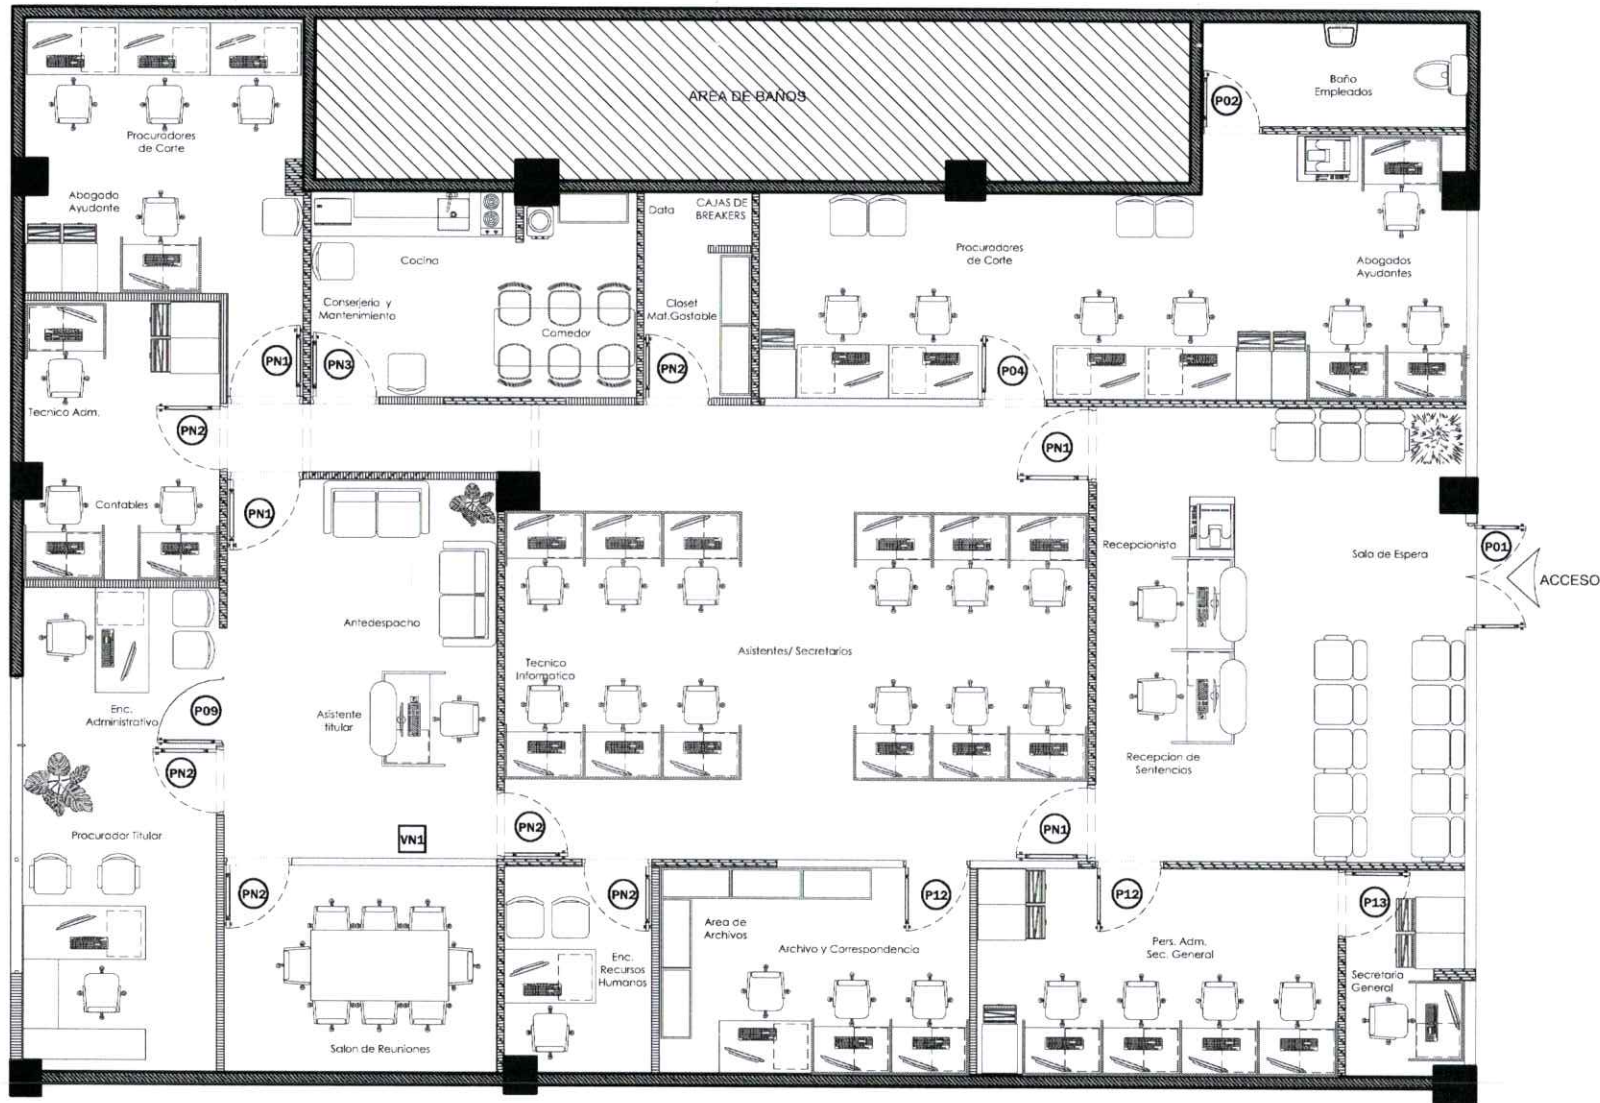 AREA DE BAÑOS
P02
Baño
Empleados
Procuradores
de Corte
Abogado
Ayudante
Data
CAJAS DE
BREAKERS
Cocina
Conserjeria y
Mantenimiento
Comedor
Closet
Mat.Gastable
Procuradores
de Corte
Abogados
Ayudantes
PN1
PN3
PN2
P04
Tecnico Adm.
PN2
PN1
Contables
PN1
Recepcionista
Sala de Espera
P01
ACCESO
Antedespacho
Asistentes/ Secretarios
Tecnico
Informatico
Enc.
Administrativo
P09
Asistente
titular
PN2
Recepcion de
Sentencias
Procurador Titular
VN1
PN2
PN1
PN2
PN2
P12
P12
P13
Area de
Archivos
Archivo y Correspondencia
Pers. Adm.
Sec. General
Enc.
Recursos
Humanos
Secretaria
General
Salon de Reuniones